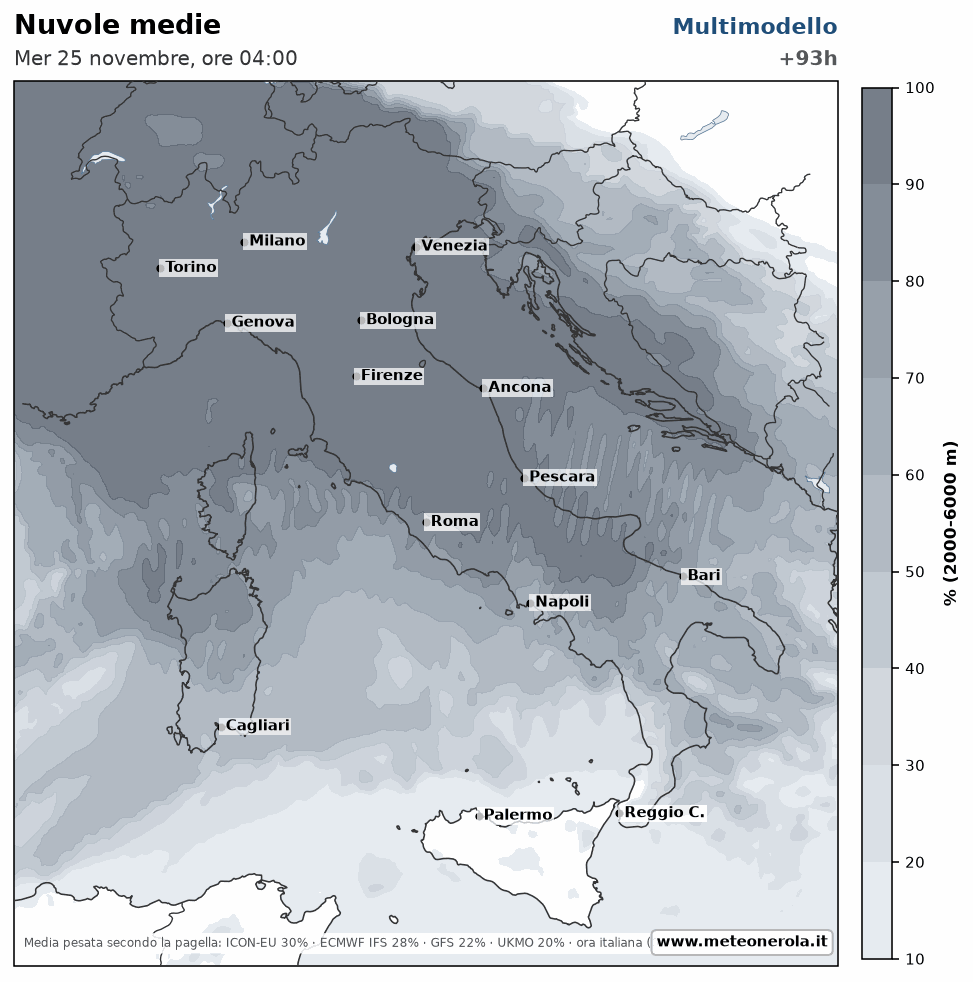 Nuvole medie
Multimodello
Mer 25 novembre, ore 04:00
+93h
100
90
80
70
60
50
40
30
20
10
% (2000-6000 m)
Milano
Venezia
Torino
Genova
Bologna
Firenze
Ancona
Pescara
Roma
Bari
Napoli
Cagliari
Palermo
Reggio C.
Media pesata secondo la pagella: ICON-EU 30% · ECMWF IFS 28% · GFS 22% · UKMO 20% · ora italiana (
www.meteonerola.it